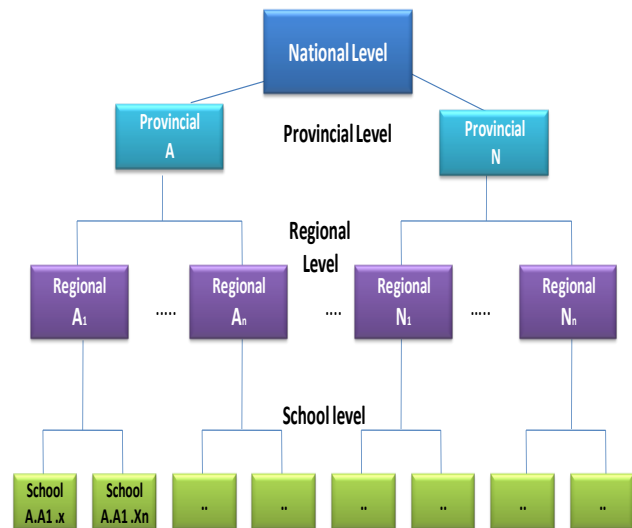 National Level
Provincial
A
Provincial Level
Provincial
N
Regional
Level
Regional
A₁
.....
Regional
Aₙ
....
Regional
N₁
.....
Regional
Nₙ
School level
School
A.A1 .x
School
A.A1 .Xn
..
..
..
..
..
..